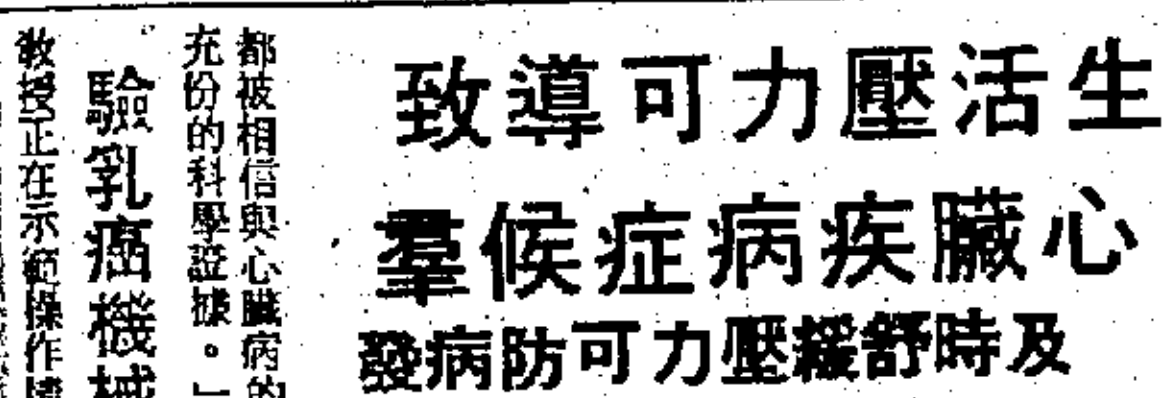 生活壓力可導致
心臟疾病症候羣
及時舒緩壓力可防病發
都被相信與心臟病的
充份的科學證據。」
驗乳癌機械
教授正在示範操作